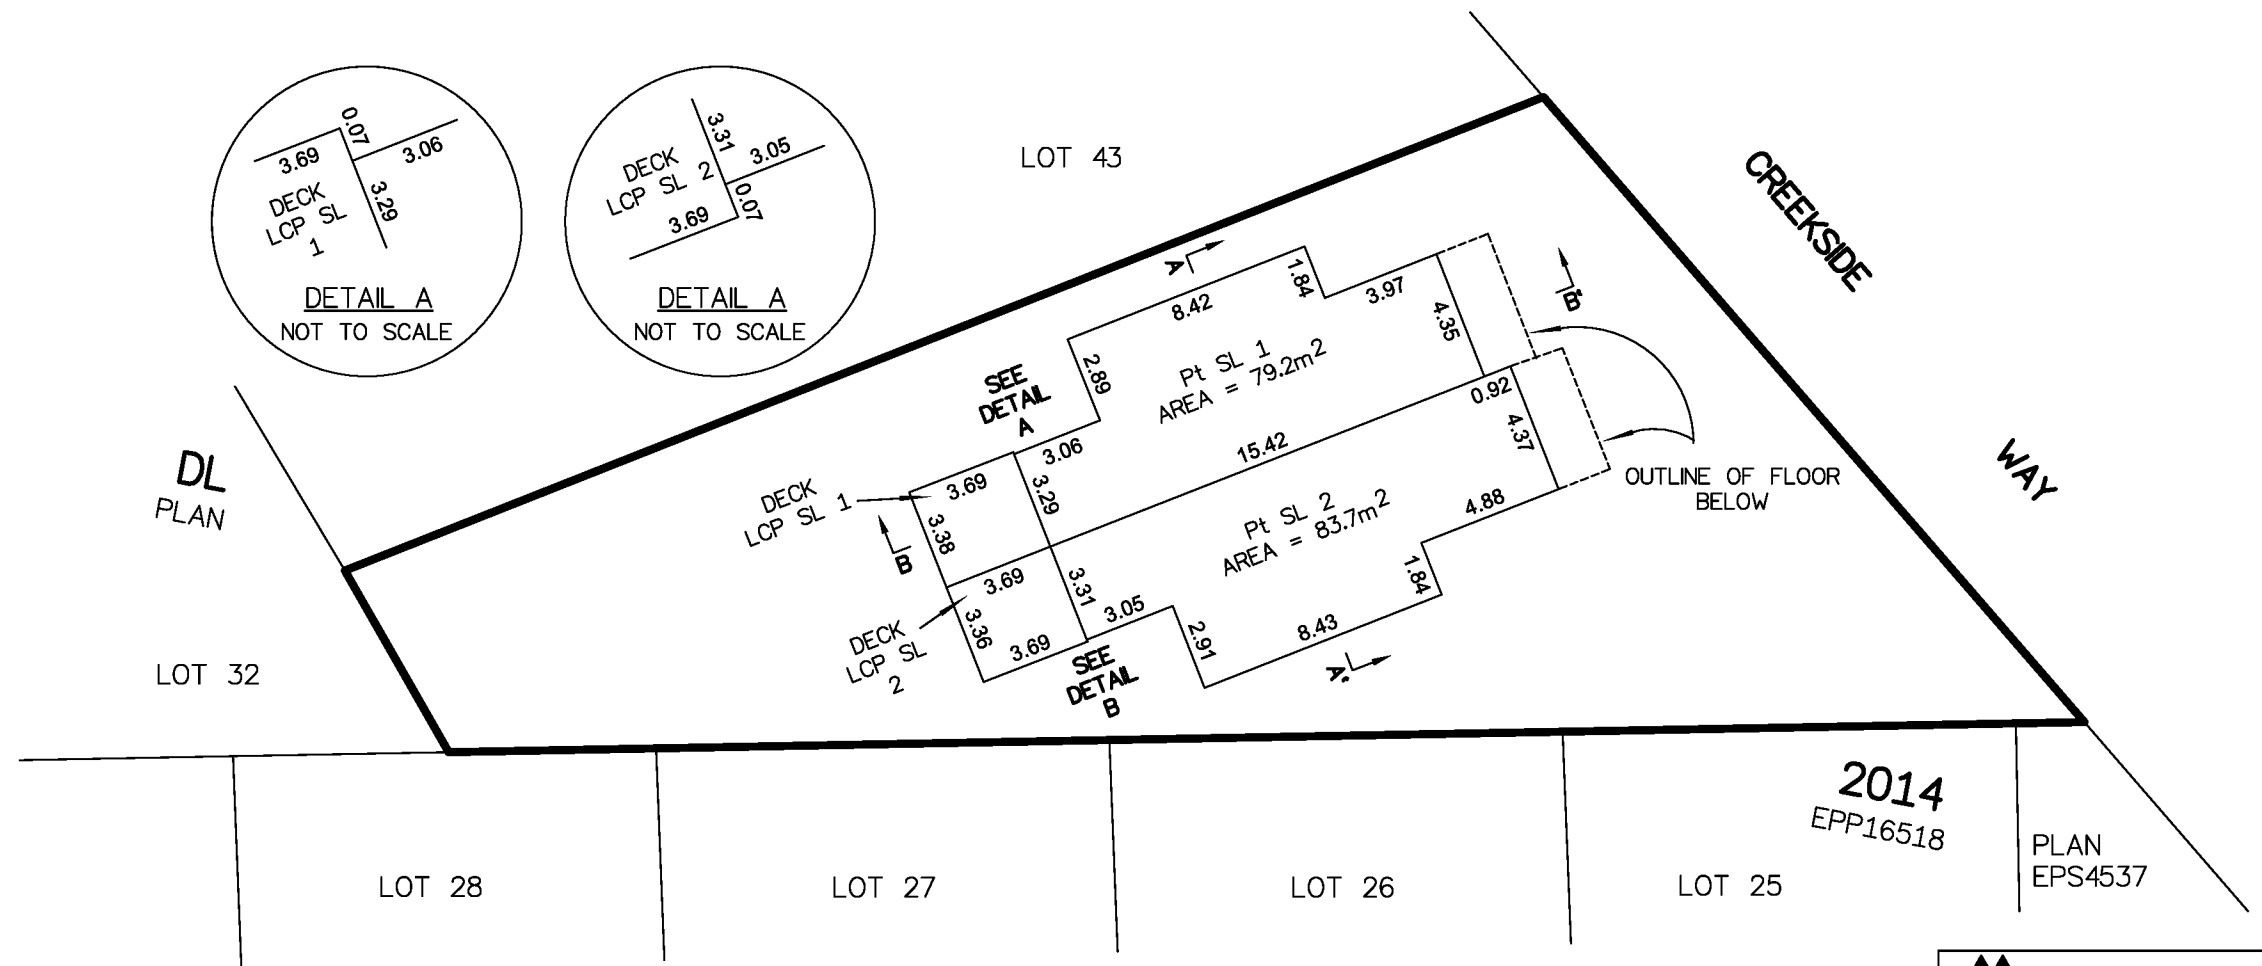 0.07
3.69
3.06
3.29
DECK
LCP SL
1
DETAIL A
NOT TO SCALE
3.31
DECK
LCP SL 2
3.05
0.07
3.69
DETAIL A
NOT TO SCALE
LOT 43
CREEKSIDE
WAY
A
8.42
1.84
3.97
B'
4.35
2.89
Pt SL 1
AREA = 79.2m2
SEE
DETAIL
A
3.06
0.92
4.37
15.42
OUTLINE OF FLOOR
BELOW
DL
PLAN
DECK
LCP SL 1
3.69
3.29
3.38
B
3.69
Pt SL 2
AREA = 83.7m2
4.88
1.84
3.31
3.05
3.36
DECK
LCP SL
2
3.69
2.91
8.43
A'
SEE
DETAIL
B
LOT 32
2014
EPP16518
PLAN
EPS4537
LOT 28
LOT 27
LOT 26
LOT 25